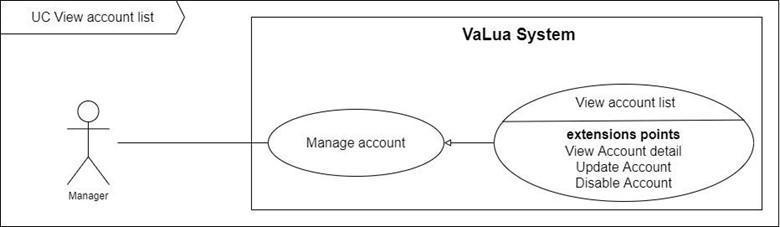 UC View account list
VaLua System
View account list
Manage account
extensions points
View Account detail
Update Account
Disable Account
Manager